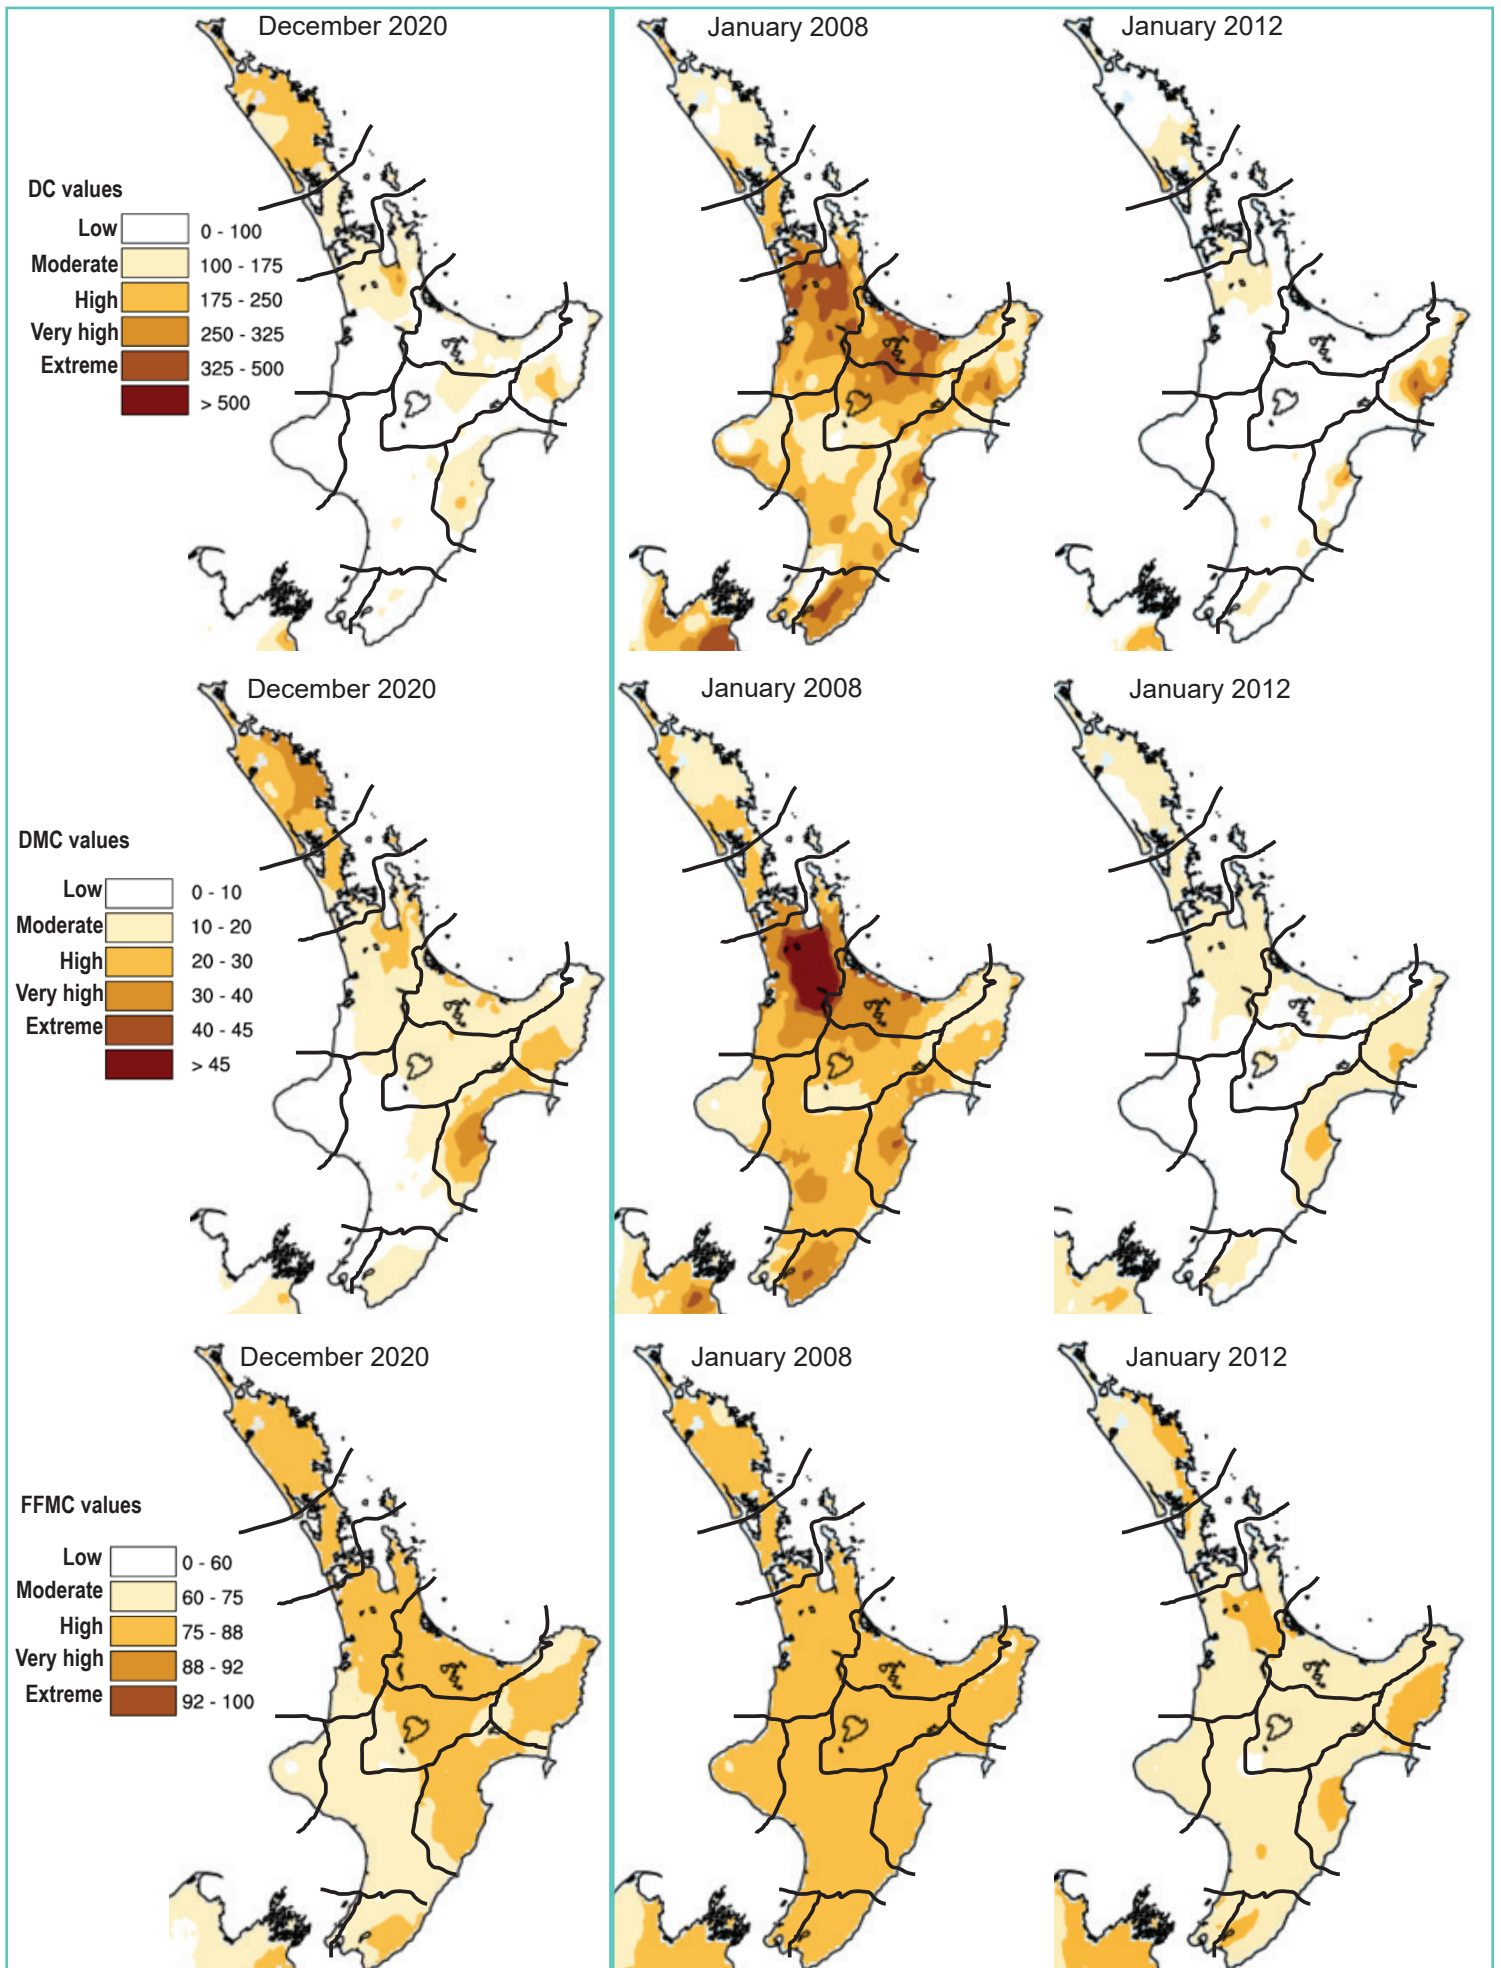 December 2020
January 2008
January 2012
DC values
Low 0 - 100
Moderate 100 - 175
High 175 - 250
Very high 250 - 325
Extreme 325 - 500
> 500
December 2020
January 2008
January 2012
DMC values
Low 0 - 10
Moderate 10 - 20
High 20 - 30
Very high 30 - 40
Extreme 40 - 45
> 45
December 2020
January 2008
January 2012
FFMC values
Low 0 - 60
Moderate 60 - 75
High 75 - 88
Very high 88 - 92
Extreme 92 - 100